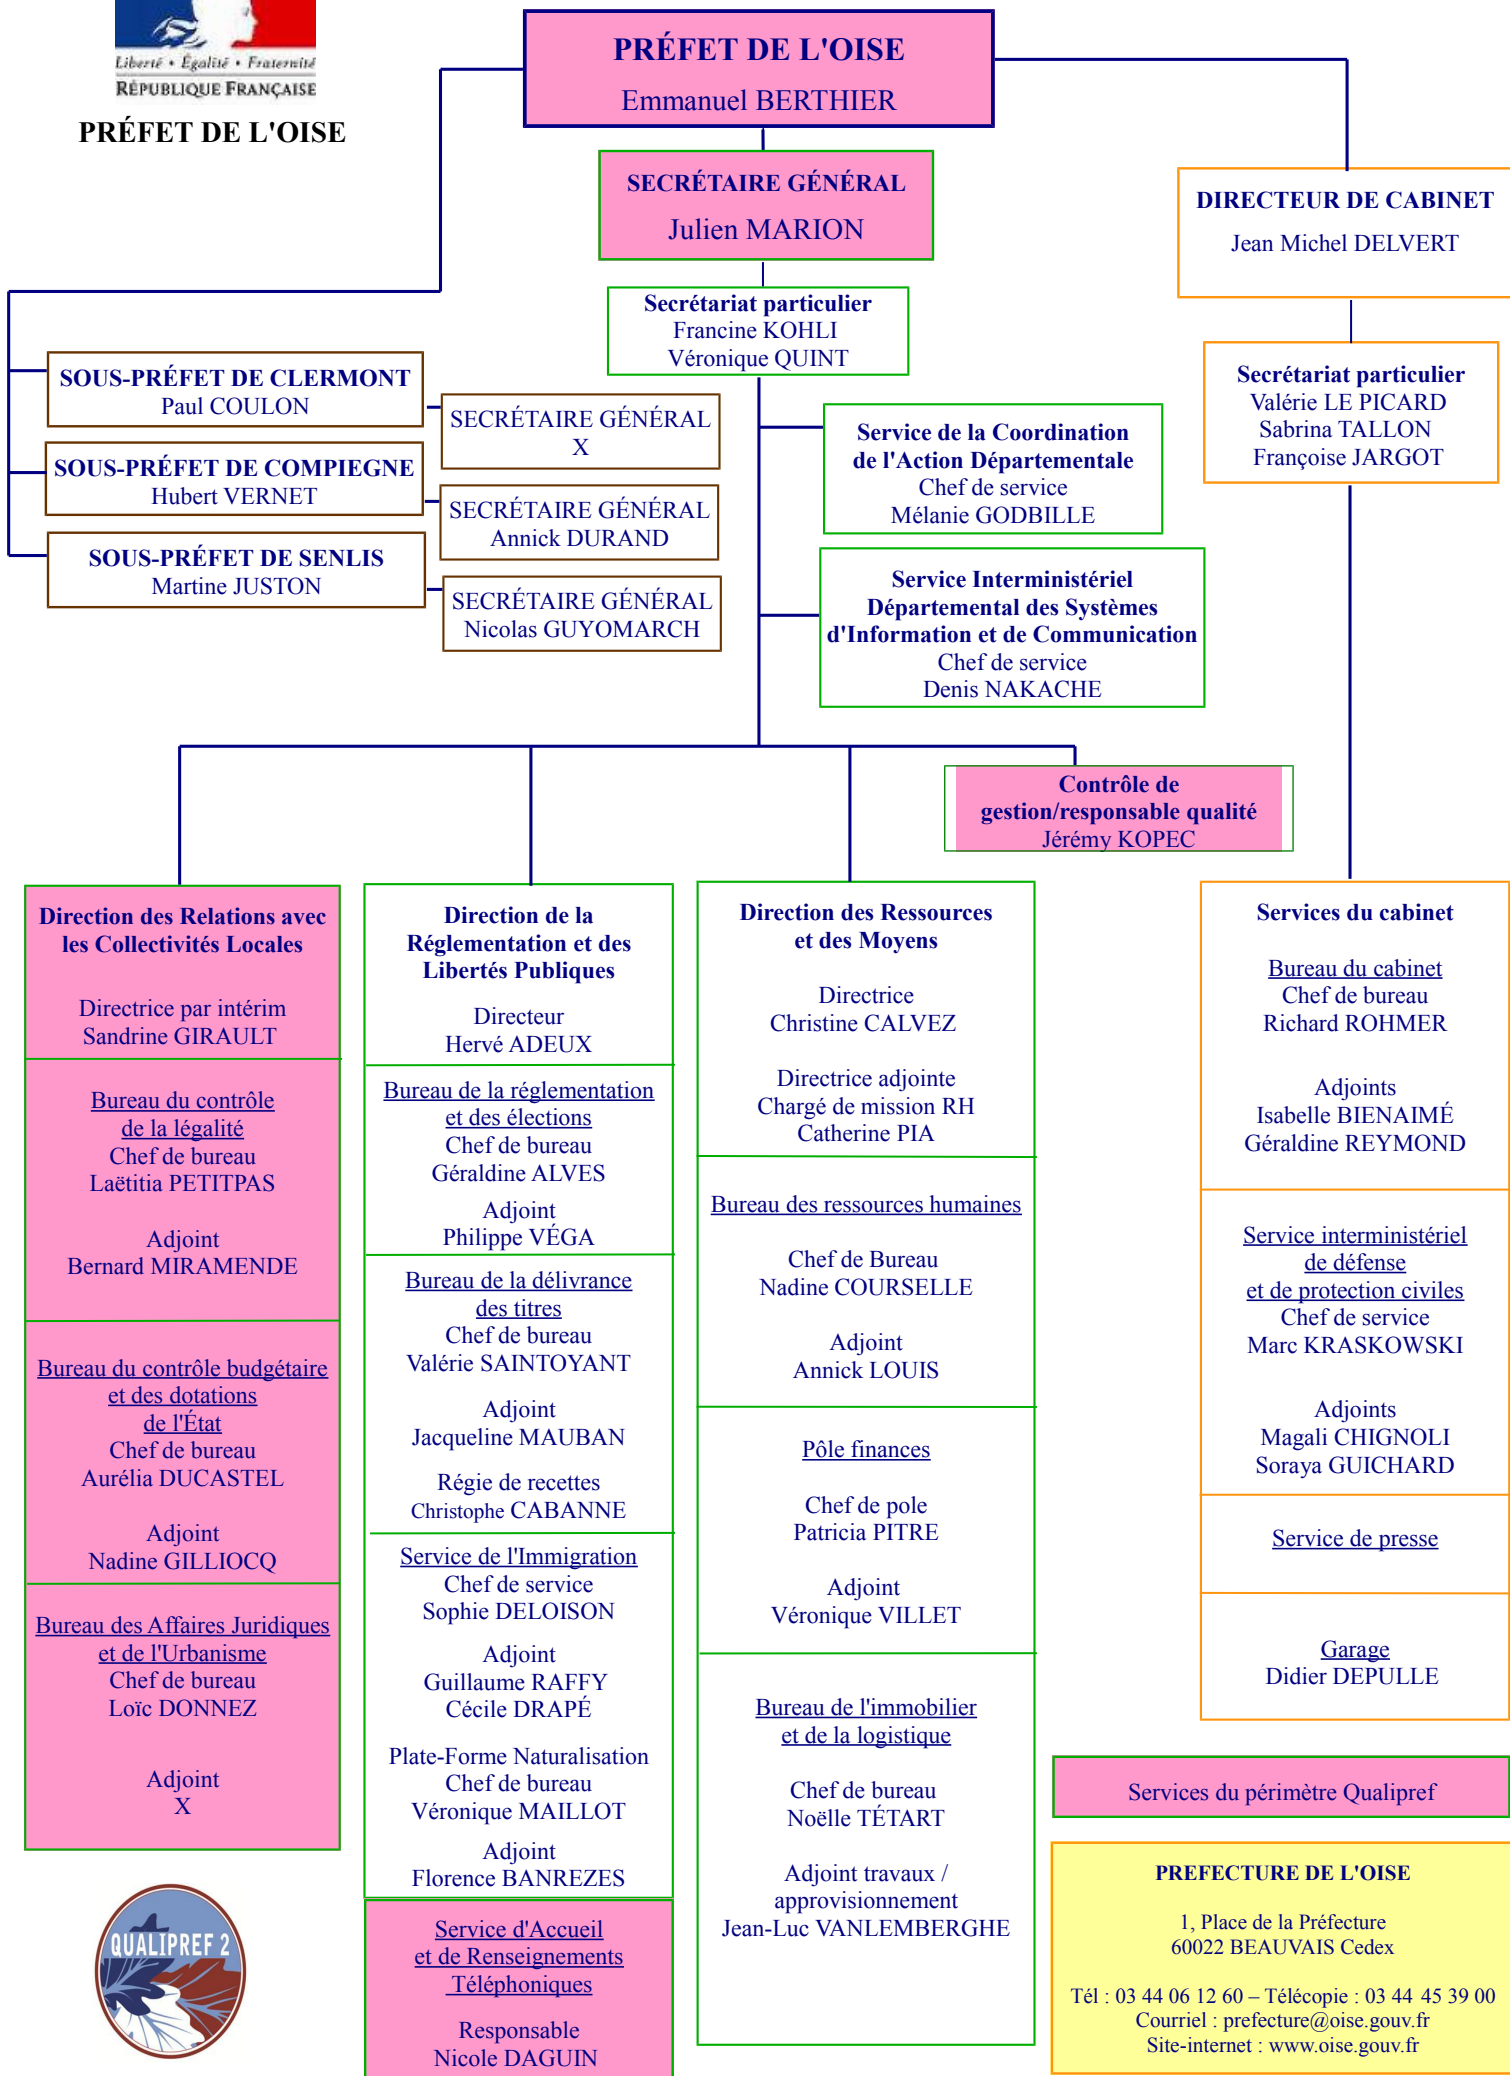 Liberté • Égalité • Fraternité
RÉPUBLIQUE FRANÇAISE
PRÉFET DE L'OISE
PRÉFET DE L'OISE
Emmanuel BERTHIER
SECRÉTAIRE GÉNÉRAL
Julien MARION
DIRECTEUR DE CABINET
Jean Michel DELVERT
Secrétariat particulier
Francine KOHLI
Véronique QUINT
Secrétariat particulier
Valérie LE PICARD
Sabrina TALLON
Françoise JARGOT
SOUS-PRÉFET DE CLERMONT
Paul COULON
SECRÉTAIRE GÉNÉRAL
X
SOUS-PRÉFET DE COMPIEGNE
Hubert VERNET
SECRÉTAIRE GÉNÉRAL
Annick DURAND
SOUS-PRÉFET DE SENLIS
Martine JUSTON
SECRÉTAIRE GÉNÉRAL
Nicolas GUYOMARCH
Service de la Coordination
de l'Action Départementale
Chef de service
Mélanie GODBILLE
Service Interministériel
Départemental des Systèmes
d'Information et de Communication
Chef de service
Denis NAKACHE
Contrôle de
gestion/responsable qualité
Jérémy KOPEC
Direction des Relations avec
les Collectivités Locales
Directrice par intérim
Sandrine GIRAULT
Bureau du contrôle
de la légalité
Chef de bureau
Laëtitia PETITPAS
Adjoint
Bernard MIRAMENDE
Bureau du contrôle budgétaire
et des dotations
de l'État
Chef de bureau
Aurélia DUCASTEL
Adjoint
Nadine GILLIOCQ
Bureau des Affaires Juridiques
et de l'Urbanisme
Chef de bureau
Loïc DONNEZ
Adjoint
X
QUALIPREF 2
Direction de la
Réglementation et des
Libertés Publiques
Directeur
Hervé ADEUX
Bureau de la réglementation
et des élections
Chef de bureau
Géraldine ALVES
Adjoint
Philippe VÉGA
Bureau de la délivrance
des titres
Chef de bureau
Valérie SAINTOYANT
Adjoint
Jacqueline MAUBAN
Régie de recettes
Christophe CABANNE
Service de l'Immigration
Chef de service
Sophie DELOISON
Adjoint
Guillaume RAFFY
Cécile DRAPÉ
Plate-Forme Naturalisation
Chef de bureau
Véronique MAILLOT
Adjoint
Florence BANREZES
Service d'Accueil
et de Renseignements
Téléphoniques
Responsable
Nicole DAGUIN
Direction des Ressources
et des Moyens
Directrice
Christine CALVEZ
Directrice adjointe
Chargé de mission RH
Catherine PIA
Bureau des ressources humaines
Chef de Bureau
Nadine COURSELLE
Adjoint
Annick LOUIS
Pôle finances
Chef de pole
Patricia PITRE
Adjoint
Véronique VILLET
Bureau de l'immobilier
et de la logistique
Chef de bureau
Noëlle TÉTART
Adjoint travaux /
approvisionnement
Jean-Luc VANLEMBERGHE
Services du cabinet
Bureau du cabinet
Chef de bureau
Richard ROHMER
Adjoints
Isabelle BIENAIMÉ
Géraldine REYMOND
Service interministériel
de défense
et de protection civiles
Chef de service
Marc KRASKOWSKI
Adjoints
Magali CHIGNOLI
Soraya GUICHARD
Service de presse
Garage
Didier DEPULLE
Services du périmètre Qualipref
PREFECTURE DE L'OISE
1, Place de la Préfecture
60022 BEAUVAIS Cedex
Tél : 03 44 06 12 60 – Télécopie : 03 44 45 39 00
Courriel : prefecture@oise.gouv.fr
Site-internet : www.oise.gouv.fr